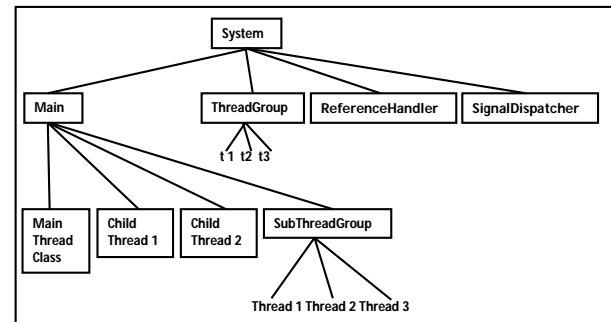 System
Main
ThreadGroup
ReferenceHandler
SignalDispatcher
t 1 t2 t3
Main
Thread
Class
Child
Thread 1
Child
Thread 2
SubThreadGroup
Thread 1 Thread 2 Thread 3